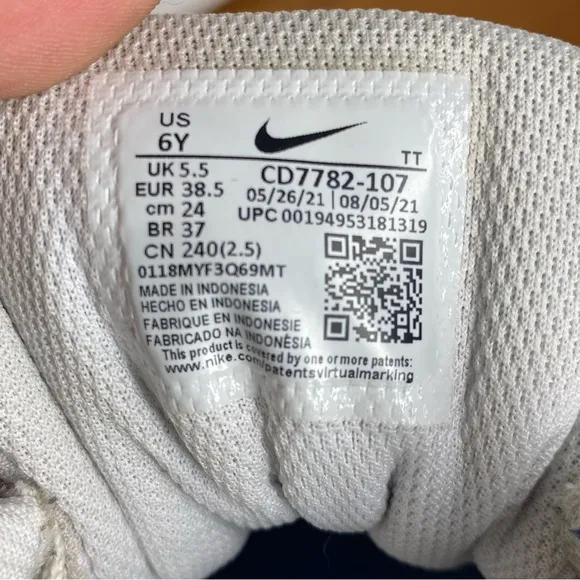 US
6Y
TT
UK 5.5
CD7782-107
EUR 38.5
05/26/21 | 08/05/21
cm 24
UPC 00194953181319
BR 37
CN 240(2.5)
0118MYF3Q69MT
MADE IN INDONESIA
HECHO EN INDONESIA
FABRIQUE EN INDONESIE
FABRICADO NA INDONÉSIA
This product is covered by one or more patents:
www.nike.com/patentsvirtualmarking